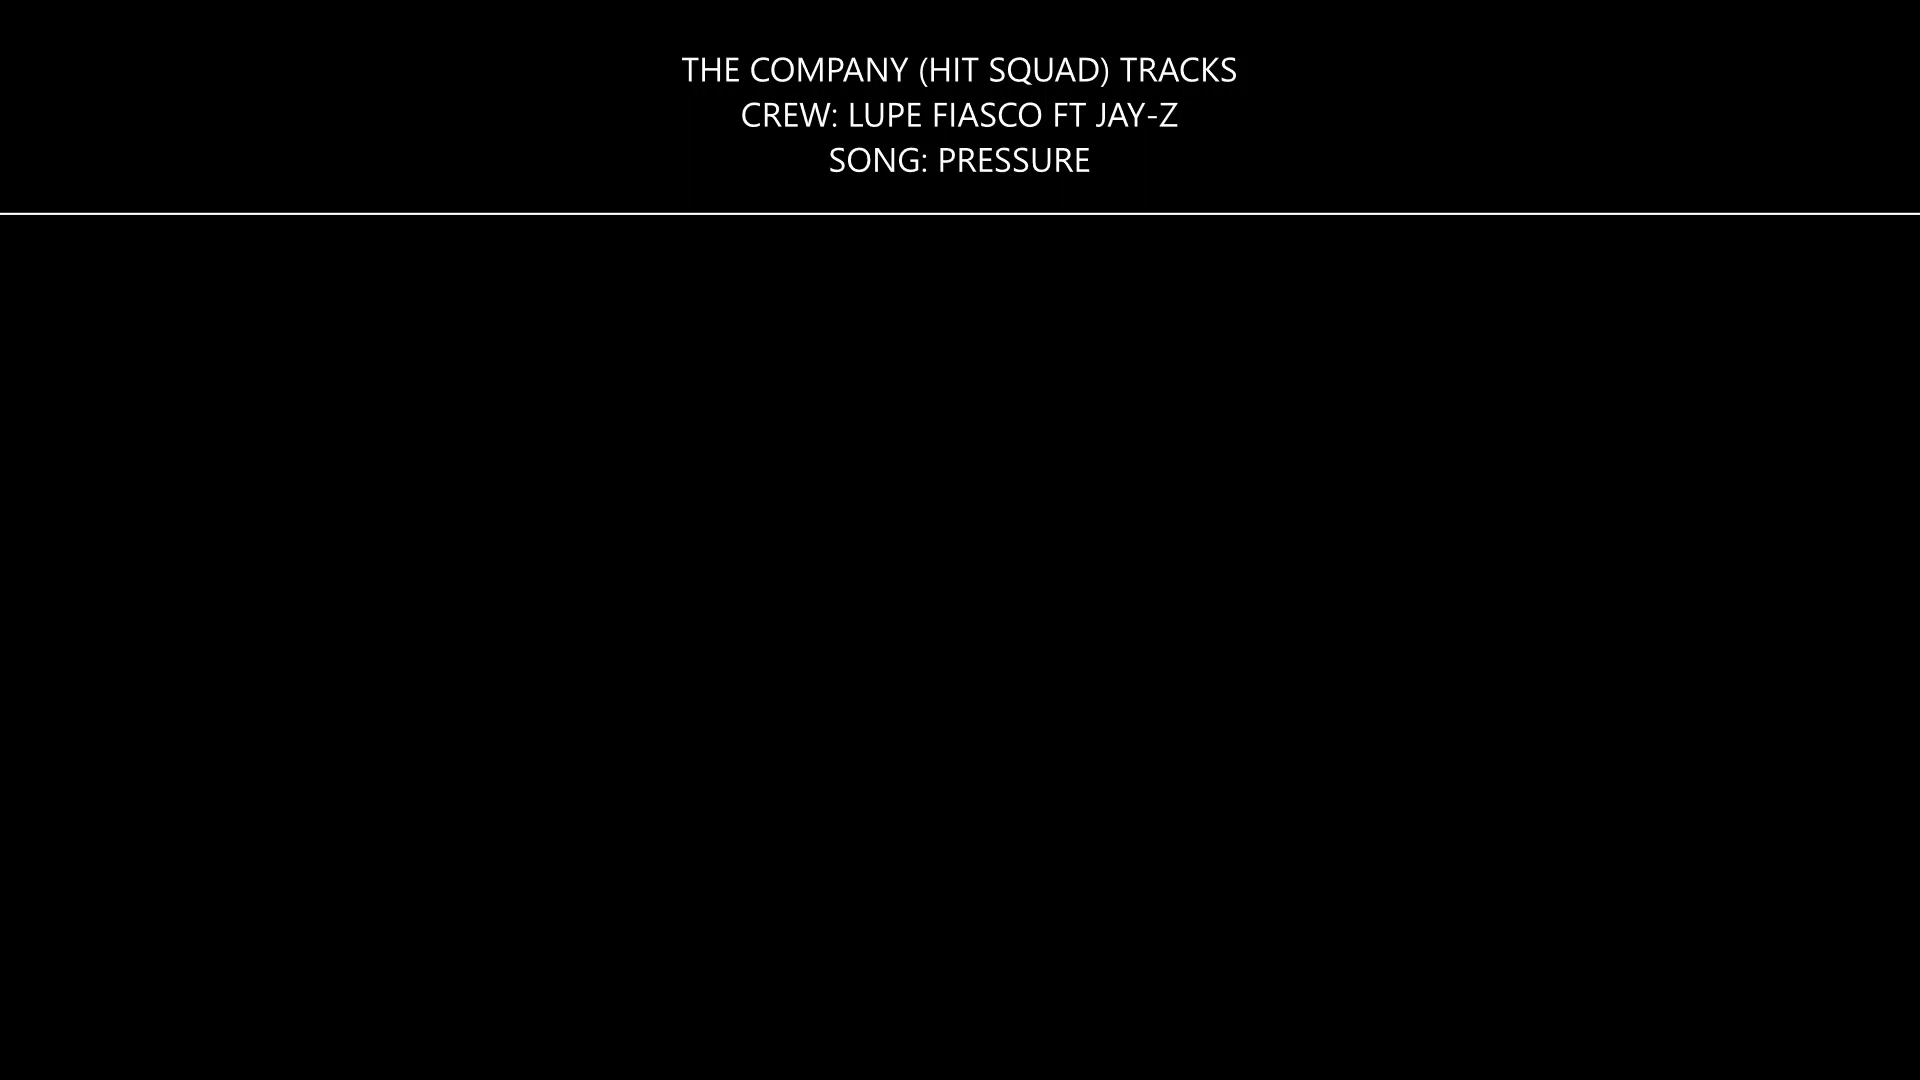 THE COMPANY (HIT SQUAD) TRACKS
CREW: LUPE FIASCO FT JAY-Z
SONG: PRESSURE